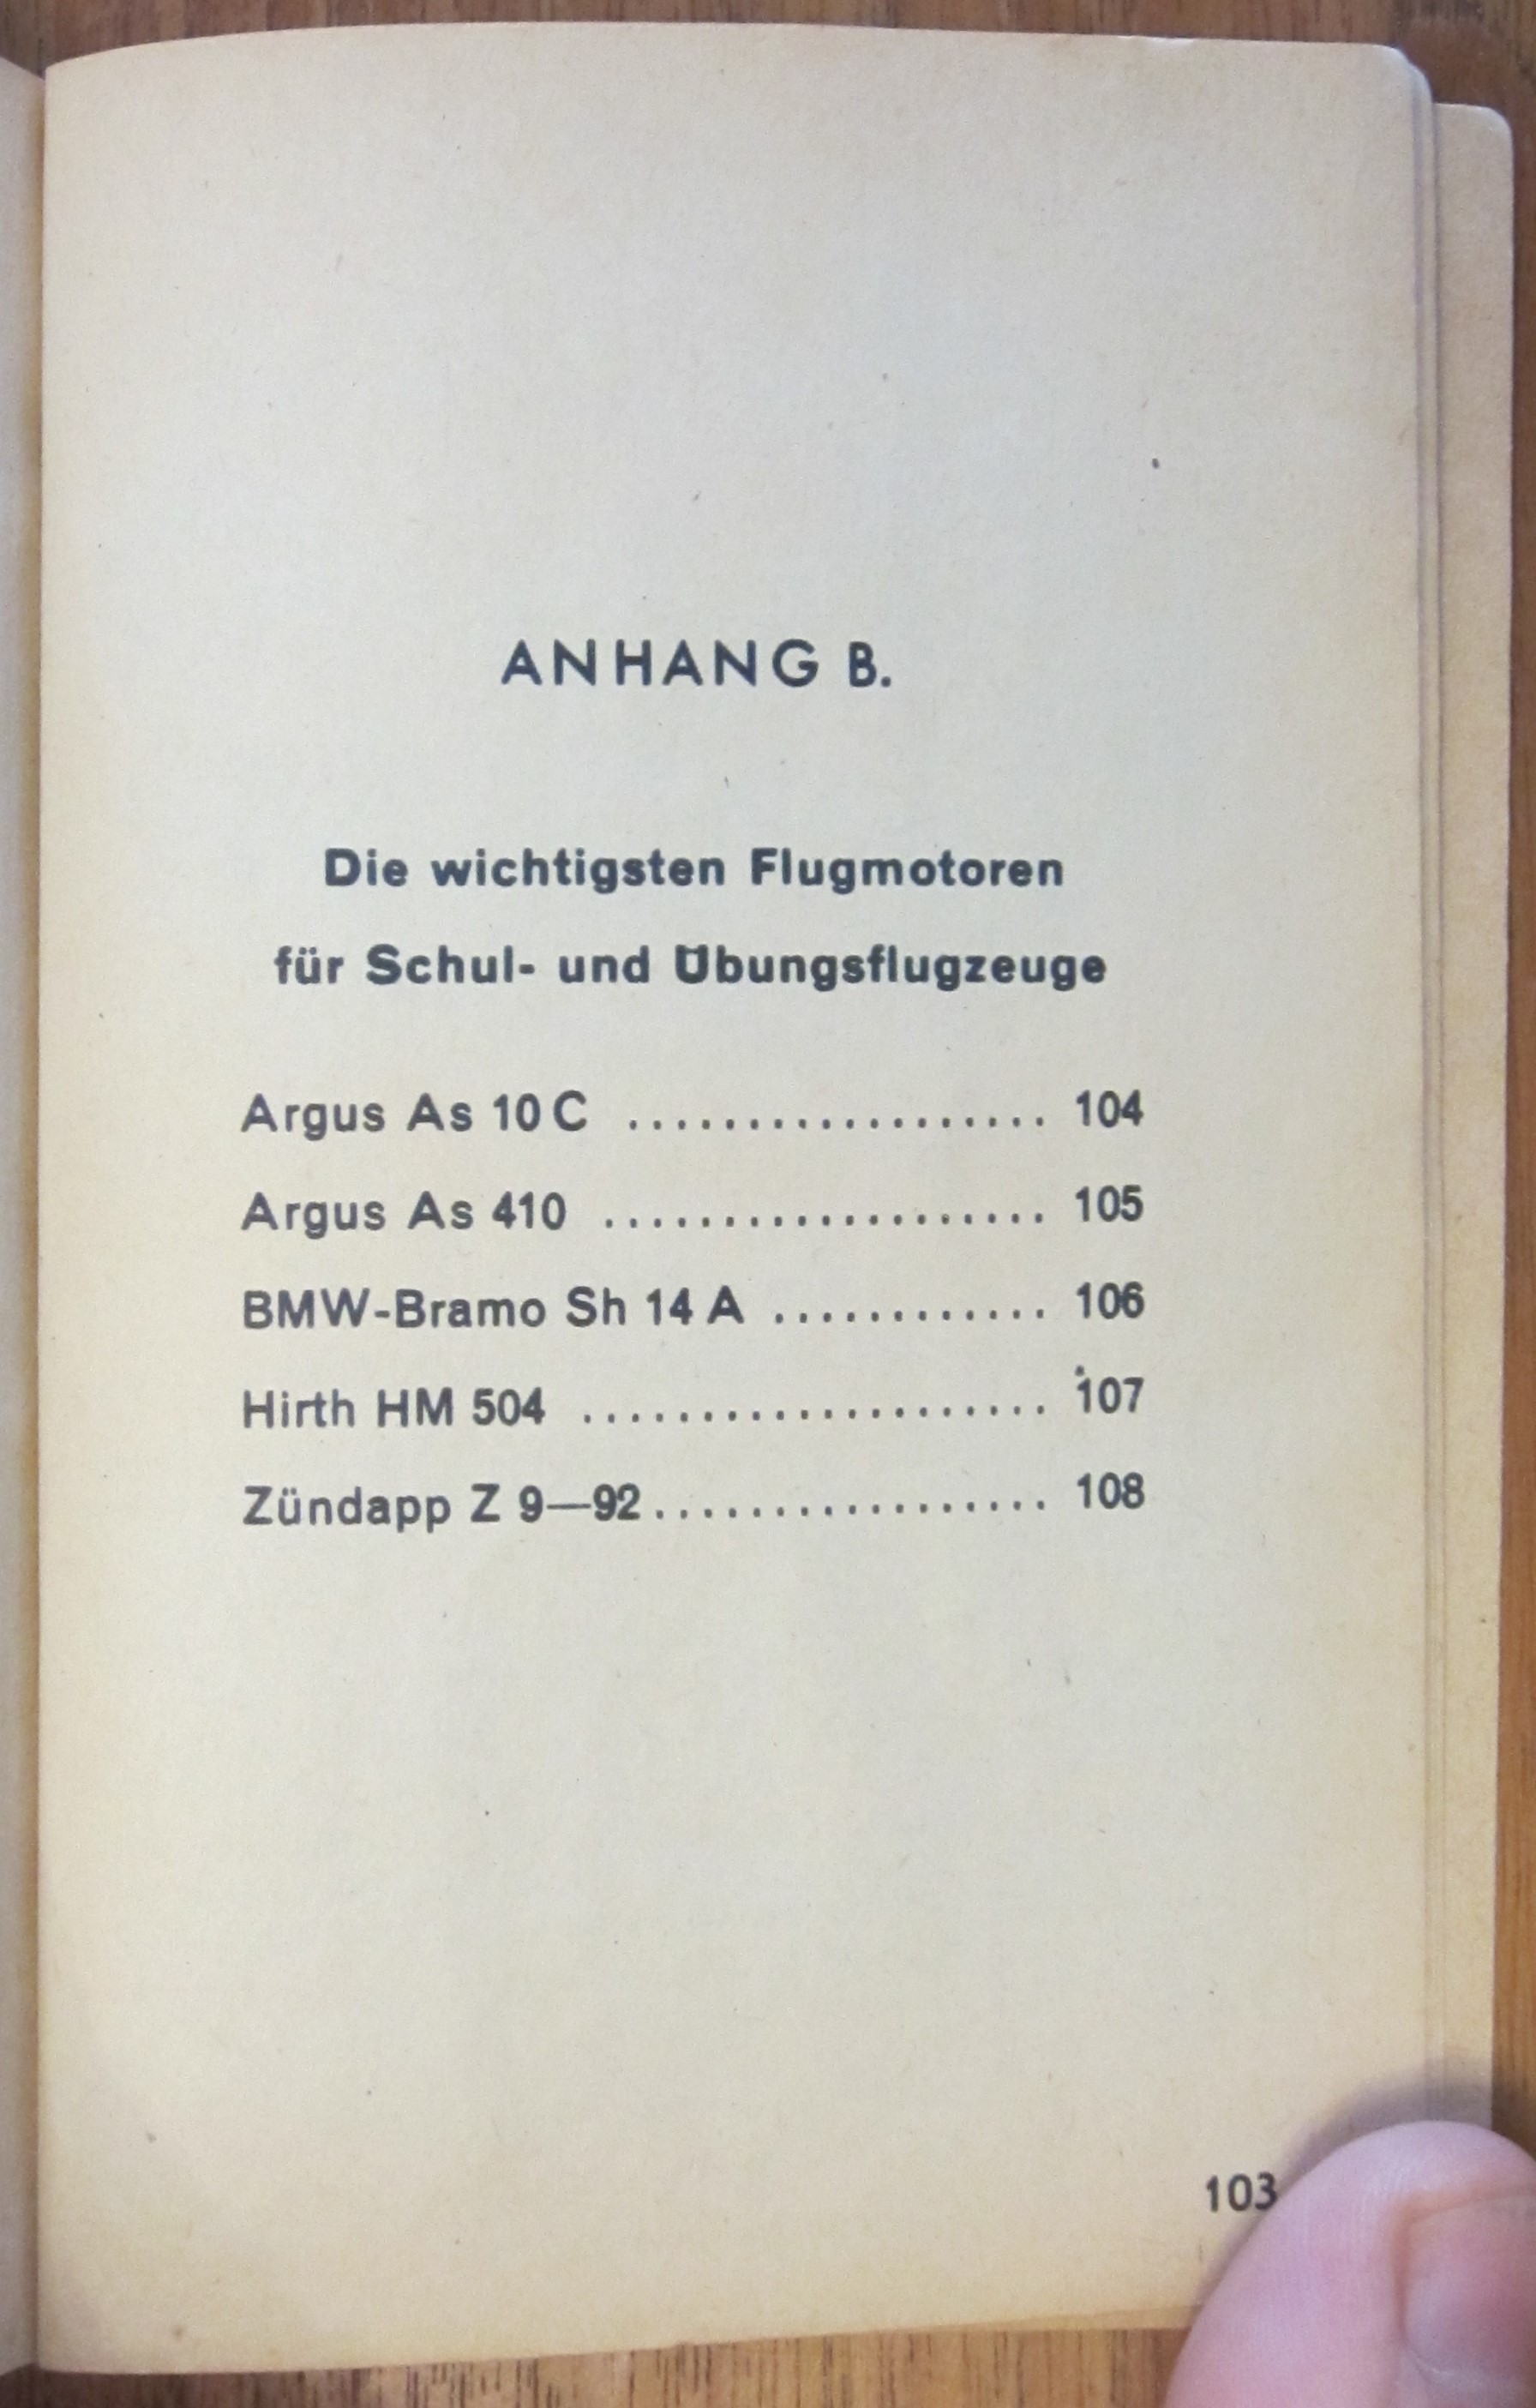 ANHANG B.
Die wichtigsten Flugmotoren
für Schul- und Übungsflugzeuge
Argus As 10 C .................. 104
Argus As 410 ................... 105
BMW-Bramo Sh 14 A ............ 106
Hirth HM 504 .................... 107
Zündapp Z 9—92................. 108
103